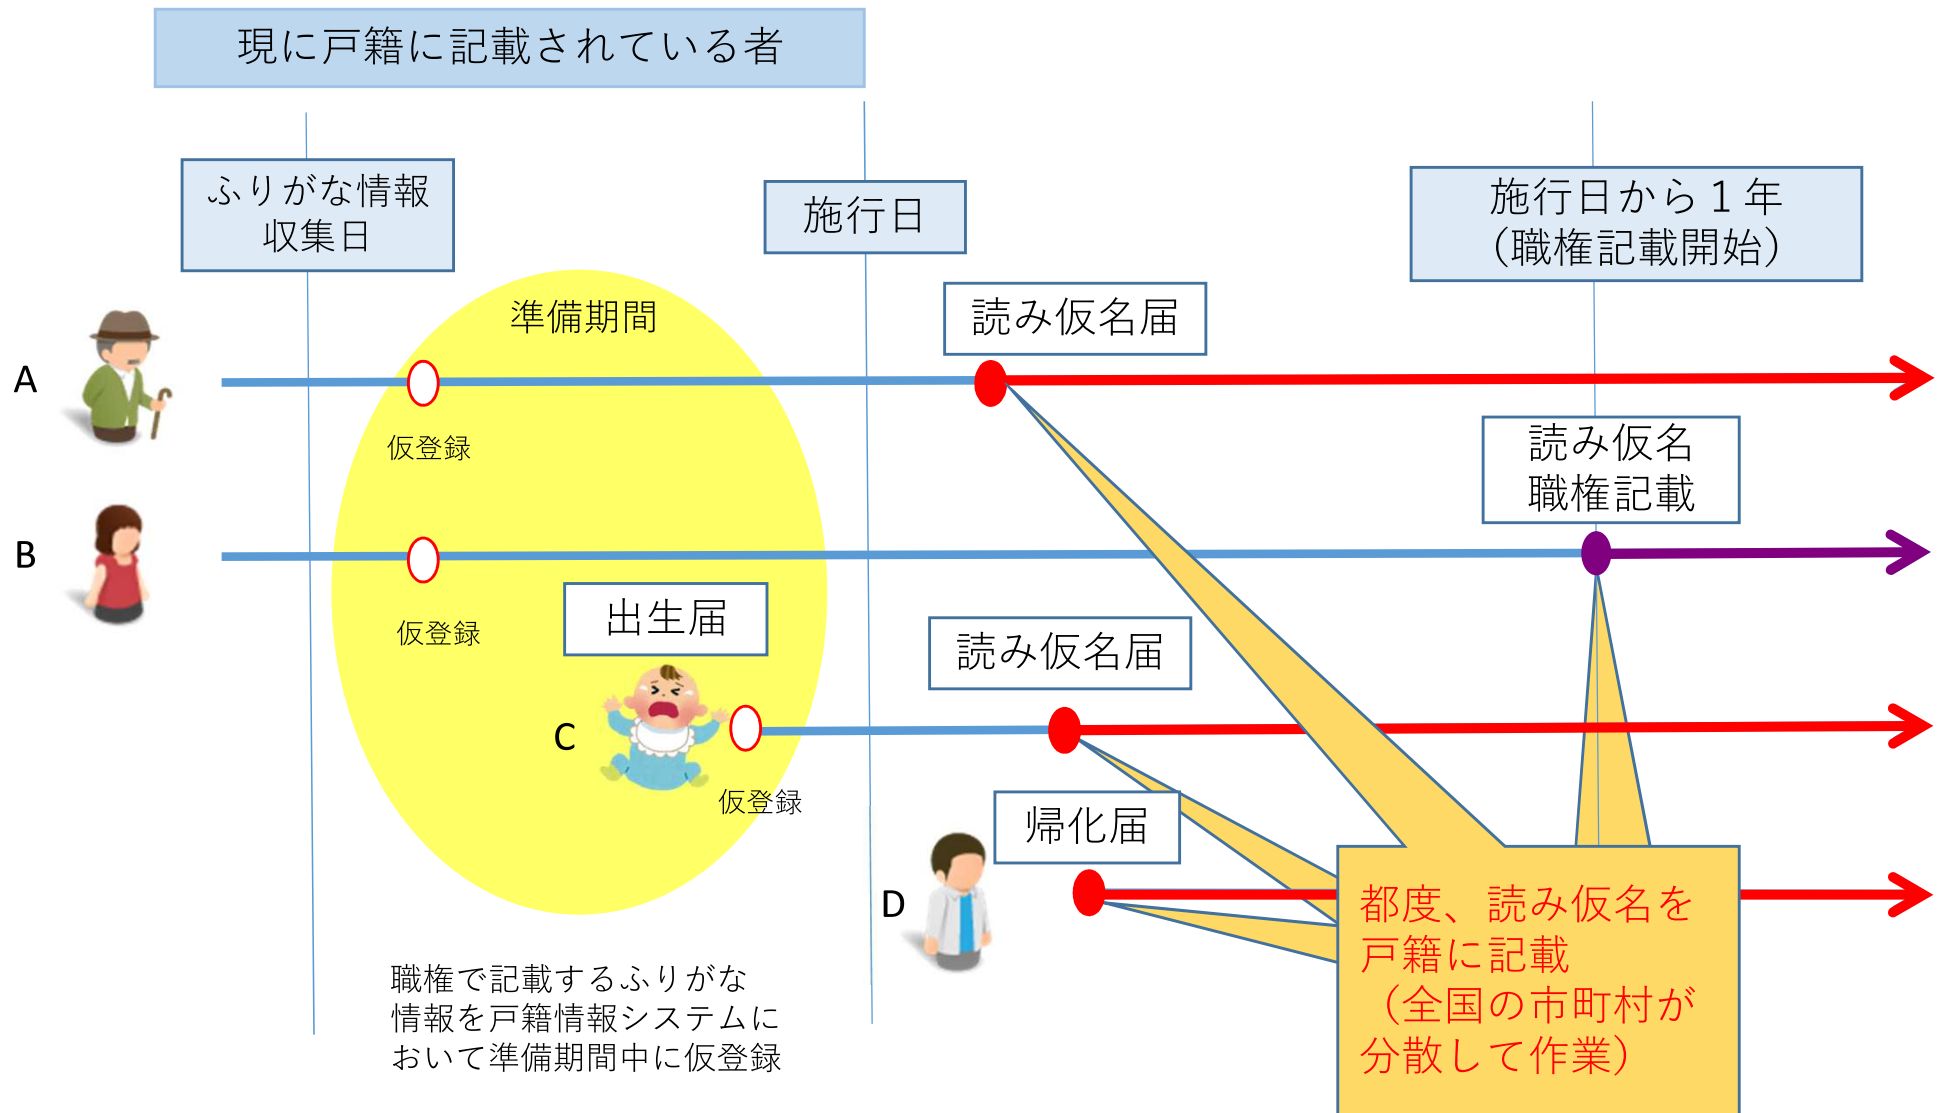 現に戸籍に記載されている者
ふりがな情報
収集日
施行日
施行日から１年
（職権記載開始）
準備期間
読み仮名届
A
仮登録
読み仮名
職権記載
B
仮登録
出生届
読み仮名届
C
仮登録
帰化届
D
都度、読み仮名を
戸籍に記載
（全国の市町村が
分散して作業）
職権で記載するふりがな
情報を戸籍情報システムに
おいて準備期間中に仮登録